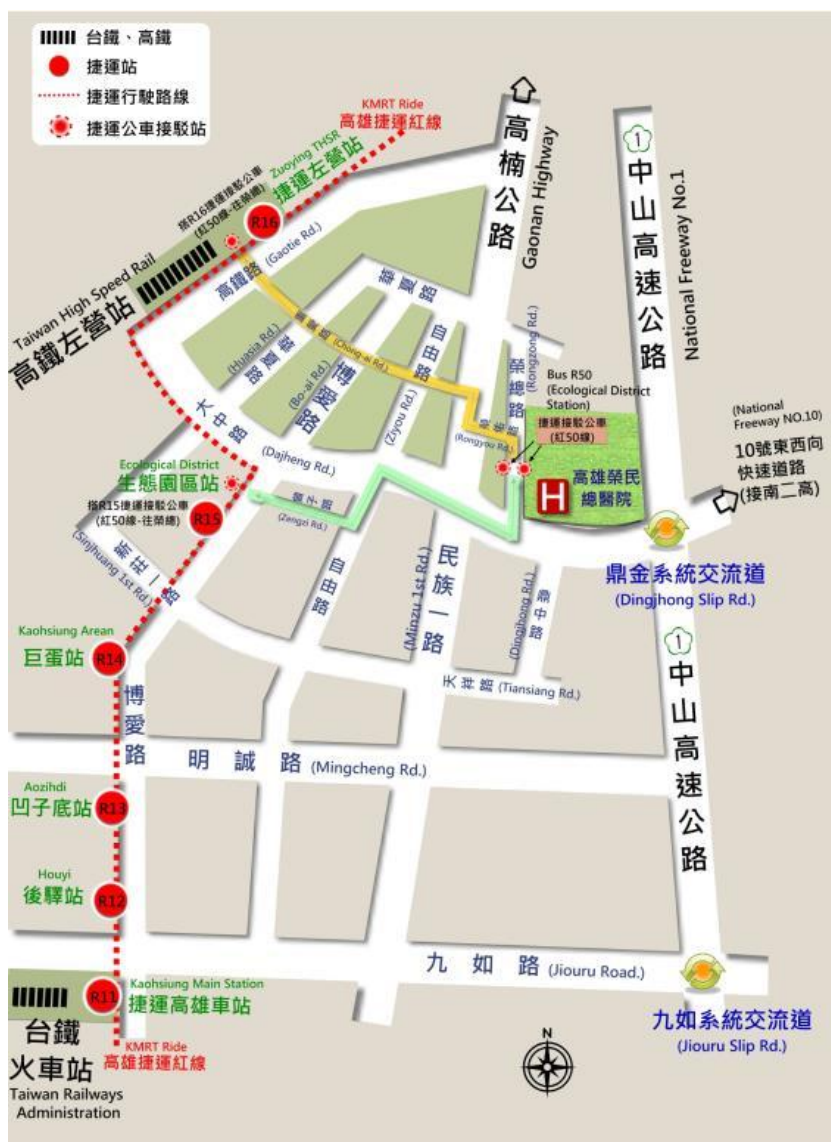 台鐵、高鐵
捷運站
捷運行駛路線
捷運公車接駁站
KMRT Ride
高雄捷運紅線
高楠公路
Gaonan Highway
1
中山高速公路
National Freeway No.1
搭R16捷運接駁公車
(紅50線-往榮總)
Zuoying THSR
捷運左營站
R16
Taiwan High Speed Rail
高鐵左營站
高鐵路
(Gaotie Rd.)
華夏路
(Huasia Rd.)
華夏路
(Chong-ai Rd.)
博愛路
(Bo-ai Rd.)
自由路
(Ziyou Rd.)
榮總路
(Rongzong Rd.)
(Rongyou Rd.)
Bus R50
(Ecological District
Station)
捷運接駁公車
(紅50線)
高雄榮民
總醫院
H
(National
Freeway NO.10)
10號東西向
快速道路
(接南二高)
大中路
(Dajheng Rd.)
Ecological District
生態園區站
搭R15捷運接駁公車
(紅50線-往榮總)
R15
(Zengzi Rd.)
新莊一路
(Sinjhuang 1st Rd.)
自由路
民族一路
(Minzu 1st Rd.)
鼎中路
(Dingjhong Rd.)
鼎金系統交流道
(Dingjhong Slip Rd.)
Kaohsiung Arean
巨蛋站
R14
天祥路
(Tiansiang Rd.)
1
中山高速公路
博愛路
明誠路
(Mingcheng Rd.)
Aozihdi
凹子底站
R13
Houyi
後驛站
R12
九如路
(Jiouru Road.)
Kaohsiung Main Station
捷運高雄車站
R11
九如系統交流道
(Jiouru Slip Rd.)
台鐵
火車站
Taiwan Railways
Administration
KMRT Ride
高雄捷運紅線
N